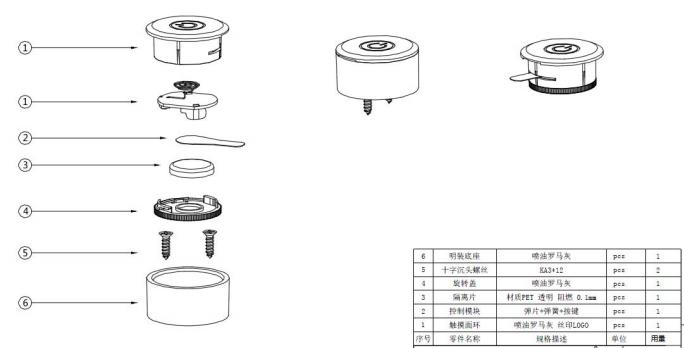 1
1
2
3
4
5
6
6 明装底座 喷油罗马灰 pcs 1
5 十字沉头螺丝 KA3*12 pcs 2
4 旋转盖 喷油罗马灰 pcs 1
3 隔离片 材质PET 透明 阻燃 0.1mm pcs 1
2 控制模块 弹片+弹簧+按键 pcs 1
1 触摸面环 喷油罗马灰 丝印LOGO pcs 1
序号 零件名称 规格描述 单位 用量